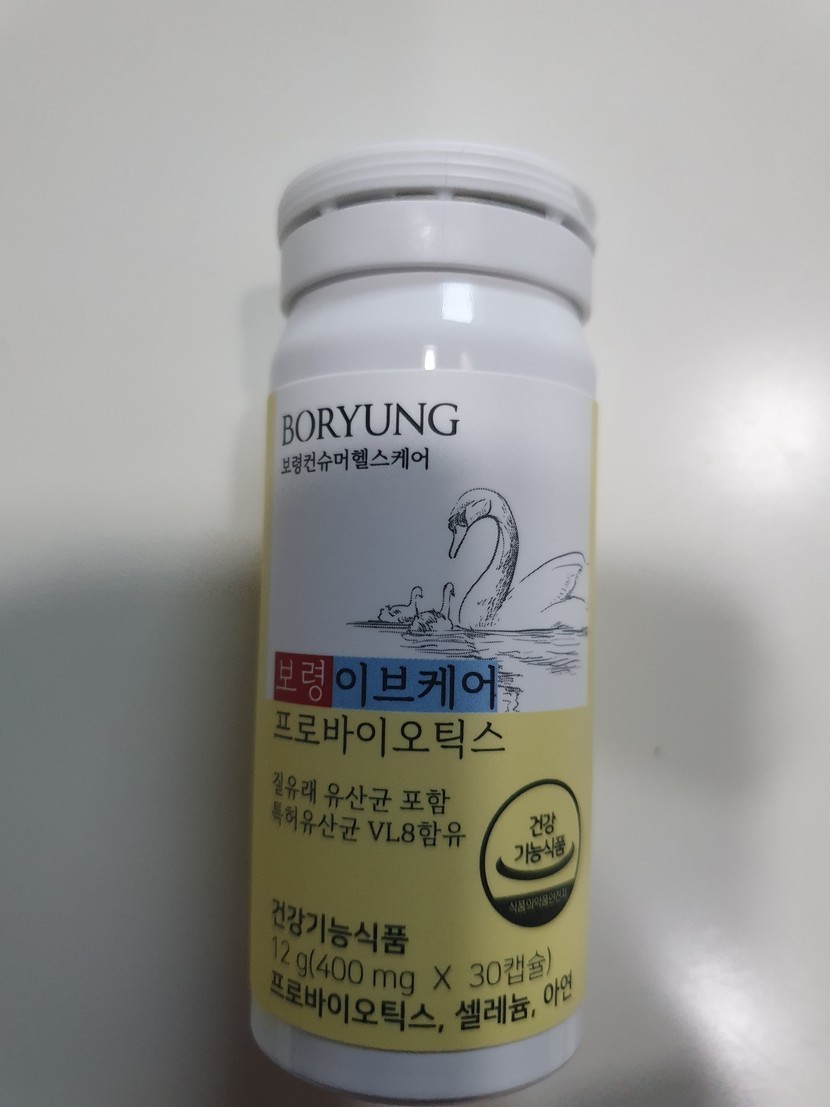 BORYUNG
보령컨슈머헬스케어
보령이브케어
프로바이오틱스
질유래 유산균 포함
특허유산균 VL8함유
건강
기능식품
식품의약품안전처
건강기능식품
12 g(400 mg X 30캡슐)
프로바이오틱스, 셀레늄, 아연